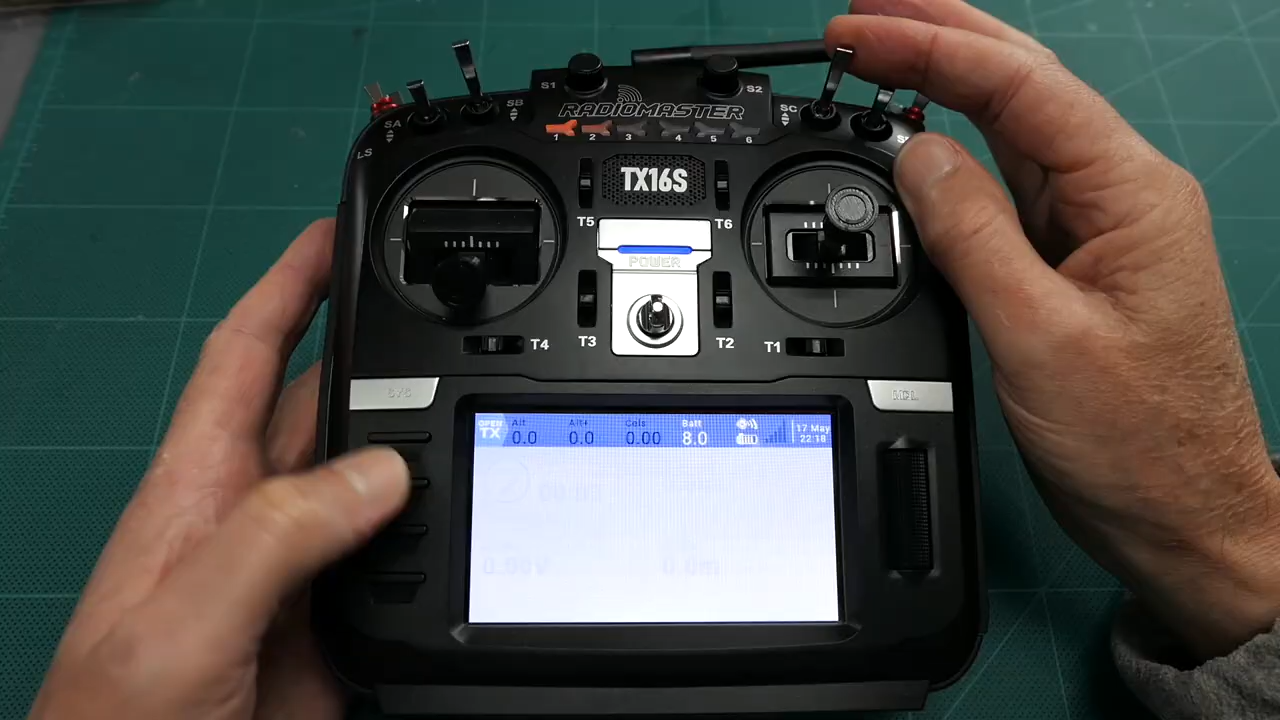 S1
S2
SB
SC
SA
LS
RADIOMASTER
1 2 3 4 5 6
TX16S
T5
T6
POWER
T3
T2
T4
T1
SYS
MDL
OPEN TX
Alt Alt+ Cels Batt
0.0 0.0 0.00 8.0
17 May
22:18